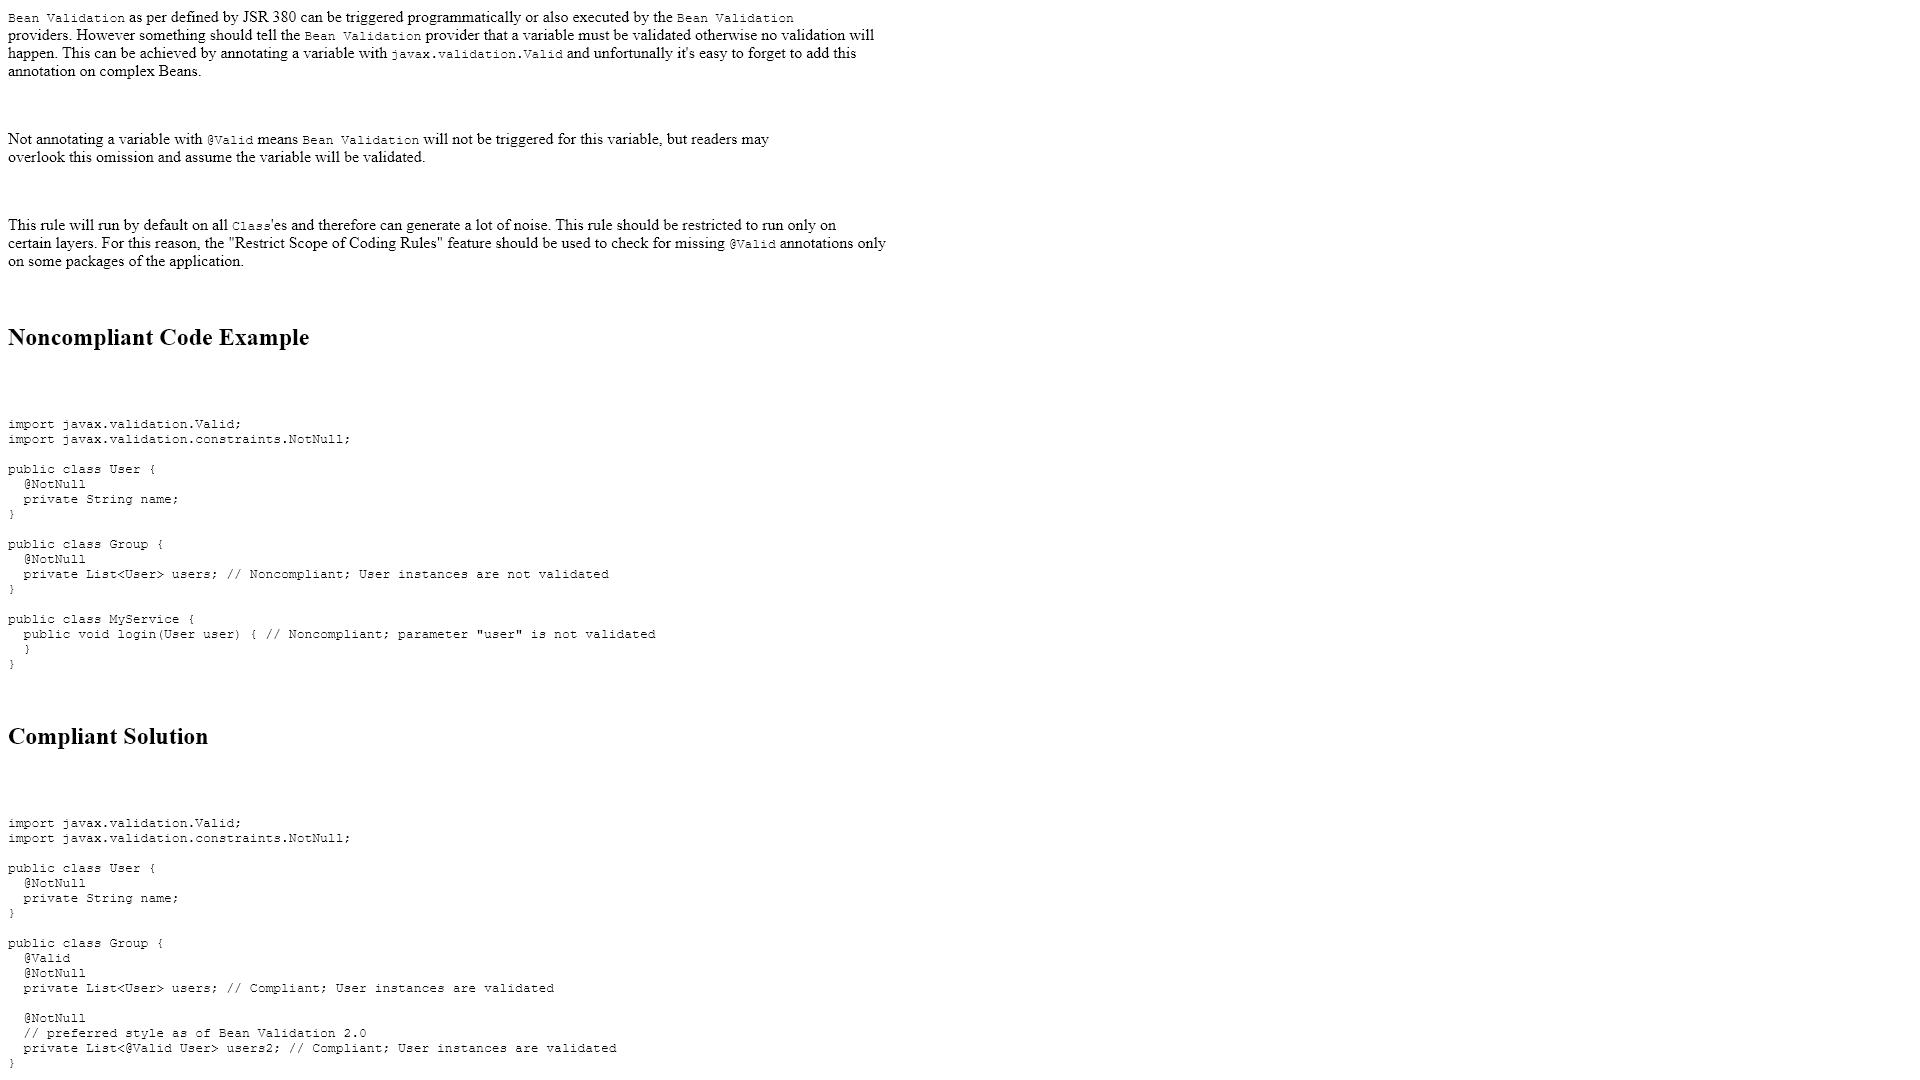 Bean Validation as per defined by JSR 380 can be triggered programmatically or also executed by the Bean Validation
providers. However something should tell the Bean Validation provider that a variable must be validated otherwise no validation will
happen. This can be achieved by annotating a variable with javax.validation.Valid and unfortunally it's easy to forget to add this
annotation on complex Beans.
Not annotating a variable with @Valid means Bean Validation will not be triggered for this variable, but readers may
overlook this omission and assume the variable will be validated.
This rule will run by default on all Class'es and therefore can generate a lot of noise. This rule should be restricted to run only on
certain layers. For this reason, the "Restrict Scope of Coding Rules" feature should be used to check for missing @Valid annotations only
on some packages of the application.
Noncompliant Code Example
import javax.validation.Valid;
import javax.validation.constraints.NotNull;
public class User {
  @NotNull
  private String name;
}
public class Group {
  @NotNull
  private List<User> users; // Noncompliant; User instances are not validated
}
public class MyService {
  public void login(User user) { // Noncompliant; parameter "user" is not validated
  }
}
Compliant Solution
import javax.validation.Valid;
import javax.validation.constraints.NotNull;
public class User {
  @NotNull
  private String name;
}
public class Group {
  @Valid
  @NotNull
  private List<User> users; // Compliant; User instances are validated
  @NotNull
  // preferred style as of Bean Validation 2.0
  private List<@Valid User> users2; // Compliant; User instances are validated
}